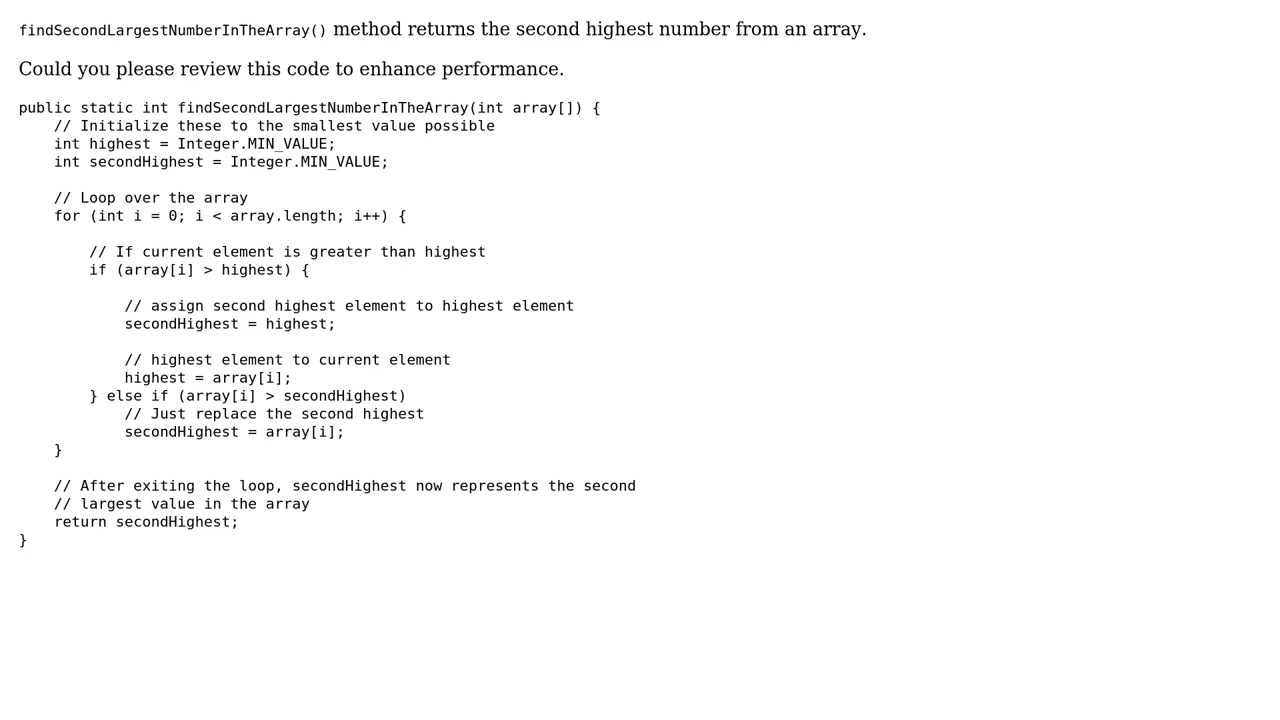 findSecondLargestNumberInTheArray() method returns the second highest number from an array.
Could you please review this code to enhance performance.
public static int findSecondLargestNumberInTheArray(int array[]) {
    // Initialize these to the smallest value possible
    int highest = Integer.MIN_VALUE;
    int secondHighest = Integer.MIN_VALUE;

    // Loop over the array
    for (int i = 0; i < array.length; i++) {

        // If current element is greater than highest
        if (array[i] > highest) {

            // assign second highest element to highest element
            secondHighest = highest;

            // highest element to current element
            highest = array[i];
        } else if (array[i] > secondHighest)
            // Just replace the second highest
            secondHighest = array[i];
    }

    // After exiting the loop, secondHighest now represents the second
    // largest value in the array
    return secondHighest;
}